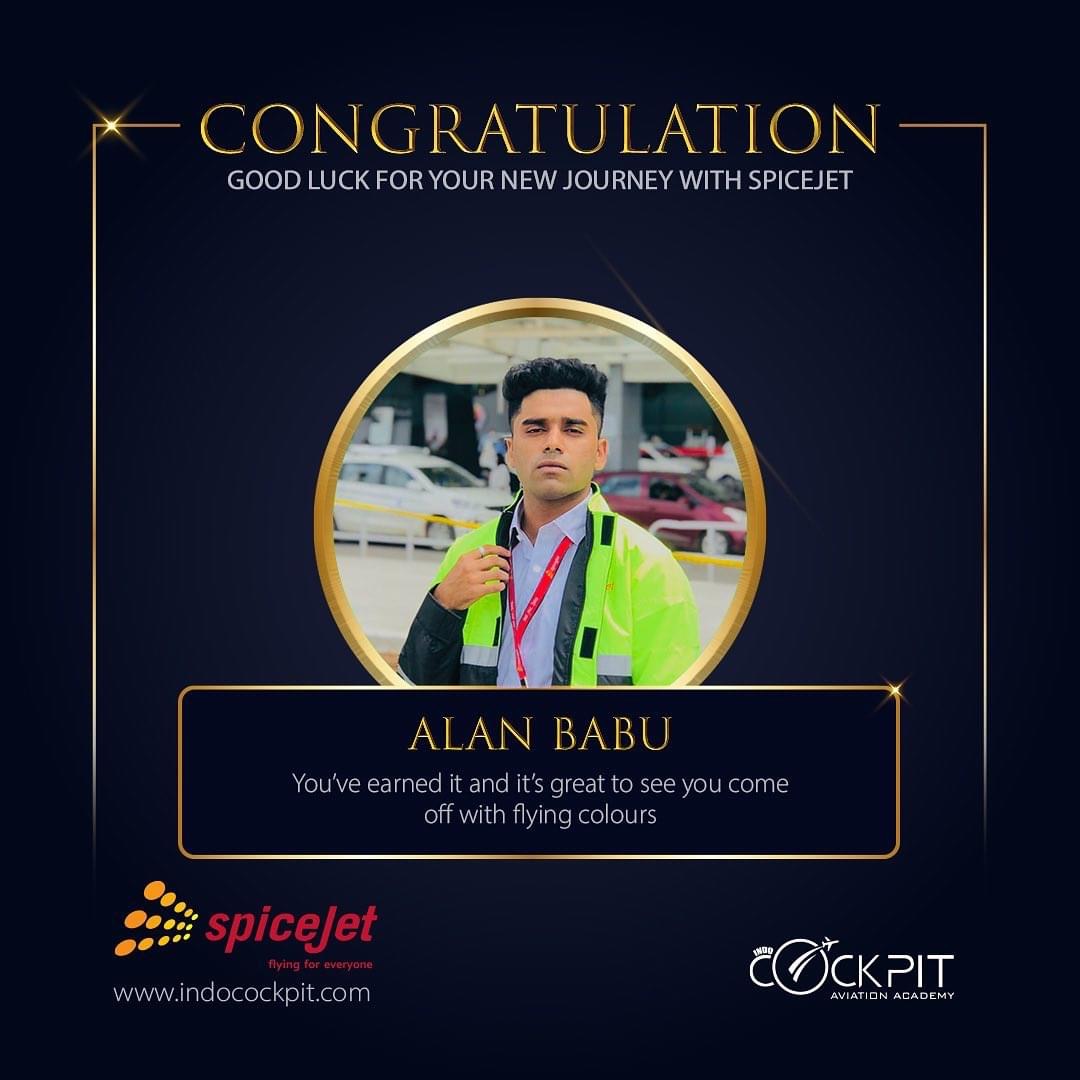 CONGRATULATION
GOOD LUCK FOR YOUR NEW JOURNEY WITH SPICEJET
spicejet
ALAN BABU
You've earned it and it's great to see you come
off with flying colours
spiceJet
flying for everyone
www.indocockpit.com
INDO
COCKPIT
AVIATION ACADEMY